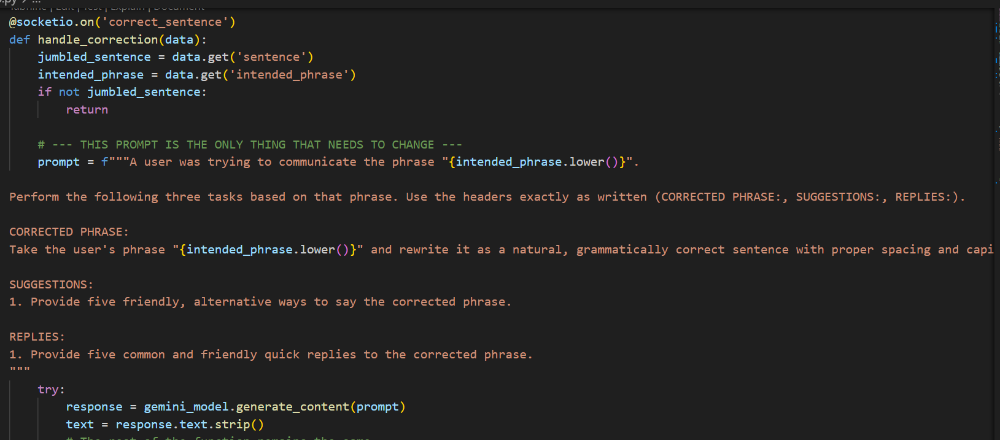 .py > ...
Tabnine | Edit | Test | Explain | Document
@socketio.on('correct_sentence')
def handle_correction(data):
    jumbled_sentence = data.get('sentence')
    intended_phrase = data.get('intended_phrase')
    if not jumbled_sentence:
        return
    # --- THIS PROMPT IS THE ONLY THING THAT NEEDS TO CHANGE ---
    prompt = f"""A user was trying to communicate the phrase "{intended_phrase.lower()}".
Perform the following three tasks based on that phrase. Use the headers exactly as written (CORRECTED PHRASE:, SUGGESTIONS:, REPLIES:).
CORRECTED PHRASE:
Take the user's phrase "{intended_phrase.lower()}" and rewrite it as a natural, grammatically correct sentence with proper spacing and capi
SUGGESTIONS:
1. Provide five friendly, alternative ways to say the corrected phrase.
REPLIES:
1. Provide five common and friendly quick replies to the corrected phrase.
"""
    try:
        response = gemini_model.generate_content(prompt)
        text = response.text.strip()
        # The rest of the function remains the same